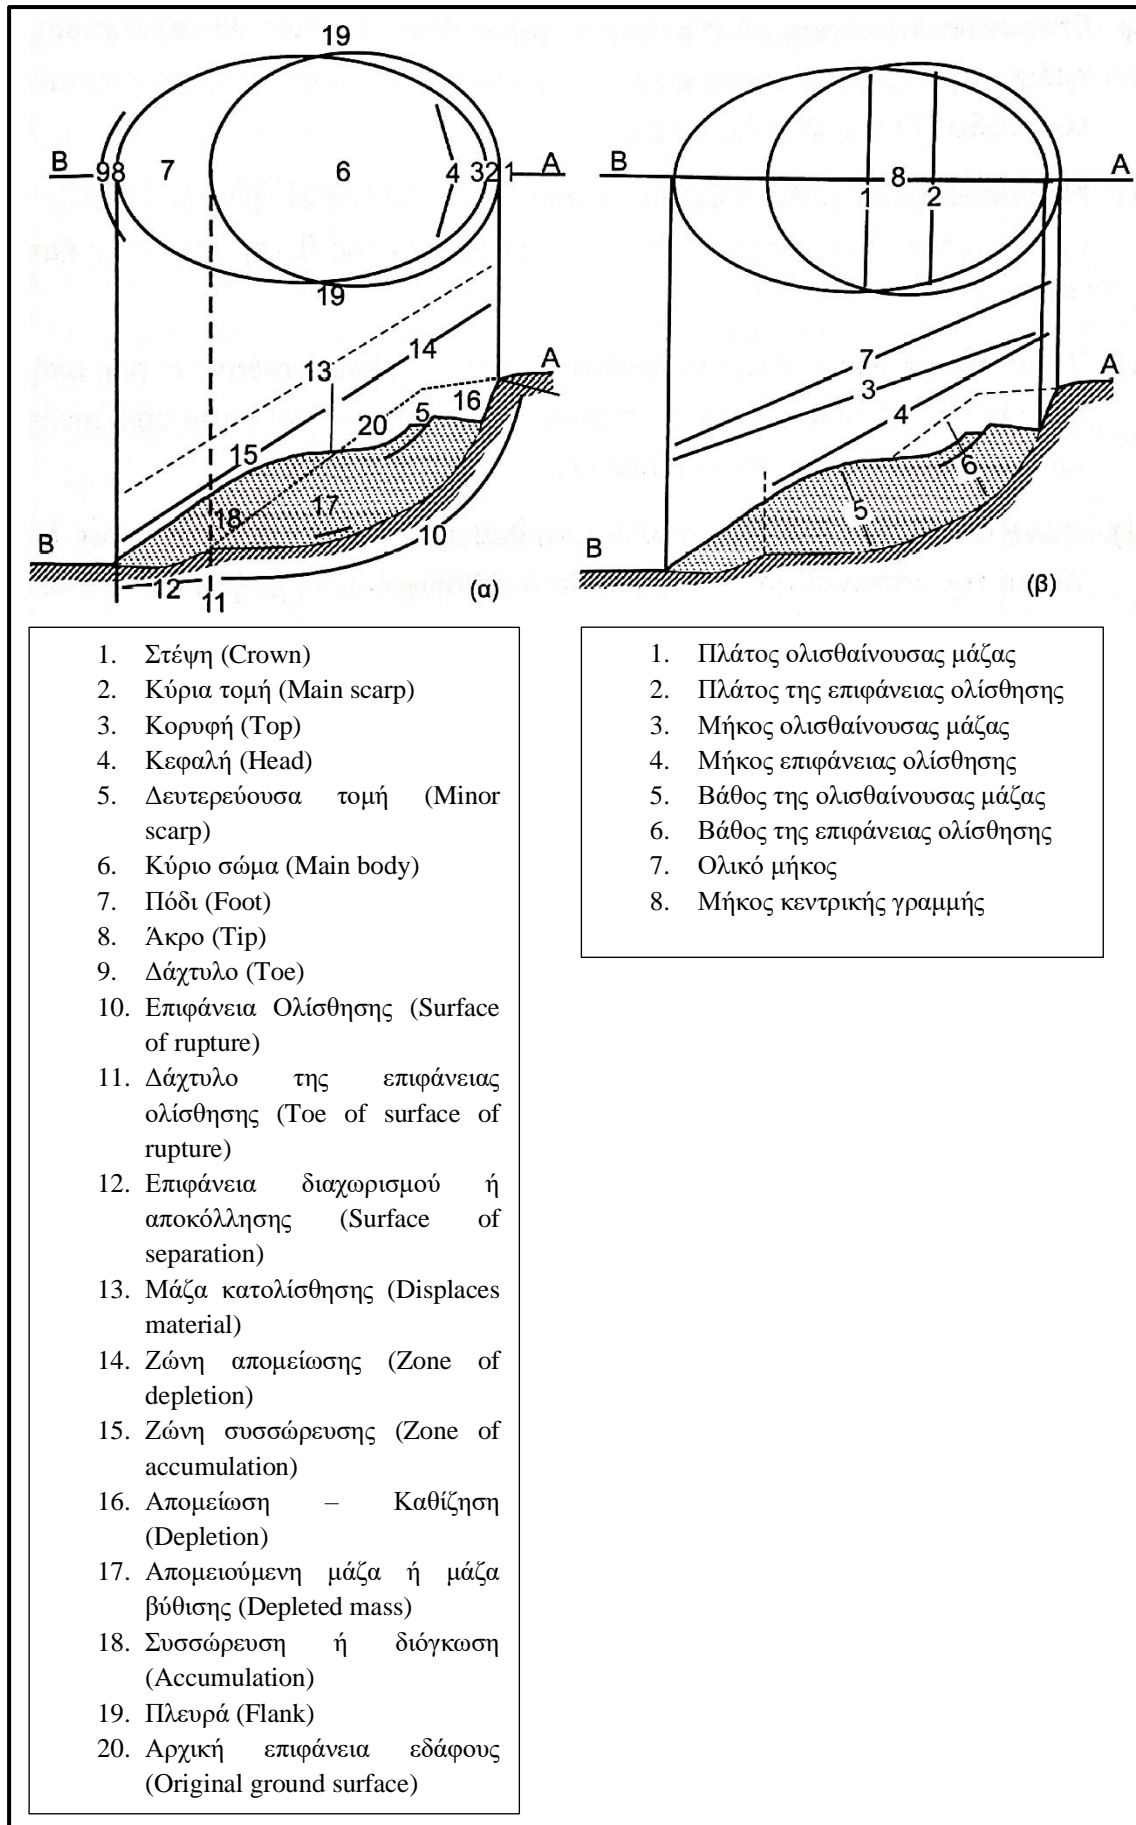 19
B
98
7
6
4
321
A
19
14
13
A
5
16
20
15
17
18
10
B
12
11
(α)
B
8
A
1
2
7
3
A
4
6
5
B
(β)
1. Στέψη (Crown)
2. Κύρια τομή (Main scarp)
3. Κορυφή (Top)
4. Κεφαλή (Head)
5. Δευτερεύουσα τομή (Minor
scarp)
6. Κύριο σώμα (Main body)
7. Πόδι (Foot)
8. Άκρο (Tip)
9. Δάχτυλο (Toe)
10. Επιφάνεια Ολίσθησης (Surface
of rupture)
11. Δάχτυλο της επιφάνειας
ολίσθησης (Toe of surface of
rupture)
12. Επιφάνεια διαχωρισμού ή
αποκόλλησης (Surface of
separation)
13. Μάζα κατολίσθησης (Displaces
material)
14. Ζώνη απομείωσης (Zone of
depletion)
15. Ζώνη συσσώρευσης (Zone of
accumulation)
16. Απομείωση – Καθίζηση
(Depletion)
17. Απομειούμενη μάζα ή μάζα
βύθισης (Depleted mass)
18. Συσσώρευση ή διόγκωση
(Accumulation)
19. Πλευρά (Flank)
20. Αρχική επιφάνεια εδάφους
(Original ground surface)
1. Πλάτος ολισθαίνουσας μάζας
2. Πλάτος της επιφάνειας ολίσθησης
3. Μήκος ολισθαίνουσας μάζας
4. Μήκος επιφάνειας ολίσθησης
5. Βάθος της ολισθαίνουσας μάζας
6. Βάθος της επιφάνειας ολίσθησης
7. Ολικό μήκος
8. Μήκος κεντρικής γραμμής